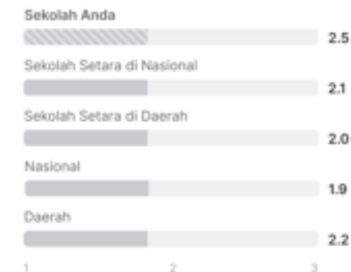 Sekolah Anda
2.5
Sekolah Setara di Nasional
2.1
Sekolah Setara di Daerah
2.0
Nasional
1.9
Daerah
2.2
1 2 3